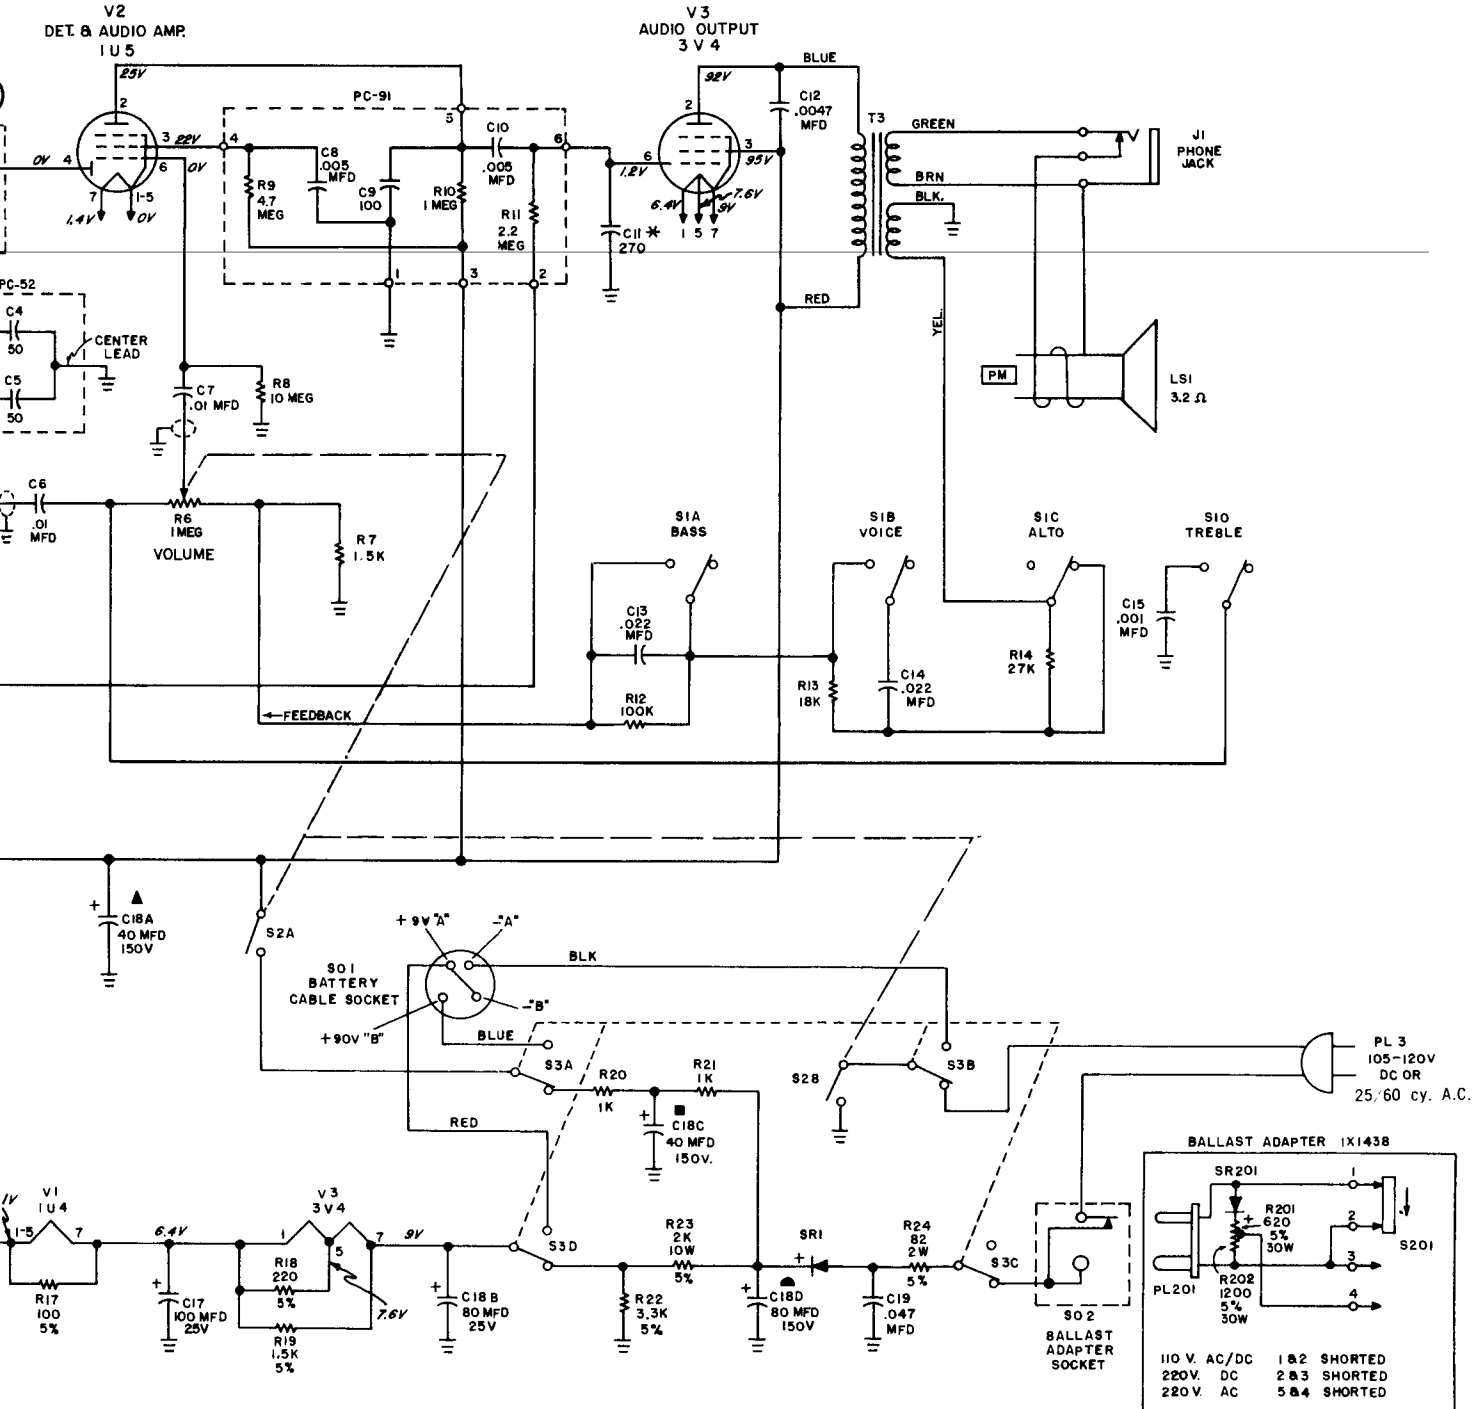 V2
DET. & AUDIO AMP.
1U5
25V
2
3
22V
4
0V
6
0V
7
1-5
1.4V
0V
PC-91
4
5
6
C8
.005
MFD
R9
4.7
MEG
C9
100
R10
1 MEG
C10
.005
MFD
R11
2.2
MEG
1
3
2
V3
AUDIO OUTPUT
3V4
92V
2
6
1.2V
3
95V
6.4V
7.6V
9V
1 5 7
C11 *
270
BLUE
C12
.0047
MFD
T3
GREEN
BRN
BLK.
RED
YEL.
J1
PHONE
JACK
PM
LS1
3.2 Ω
PC-52
C4
50
C5
50
CENTER
LEAD
C7
.01 MFD
R8
10 MEG
C6
.01
MFD
R6
1MEG
VOLUME
R7
1.5K
FEEDBACK
S1A
BASS
C13
.022
MFD
R12
100K
S1B
VOICE
R13
18K
C14
.022
MFD
S1C
ALTO
R14
27K
S1D
TREBLE
C15
.001
MFD
+
C18A
40 MFD
150V
S2A
SO1
BATTERY
CABLE SOCKET
+9V "A"
-"A"
-"B"
+90V "B"
BLK
BLUE
RED
S3A
R20
1K
R21
1K
+
C18C
40 MFD
150V.
S2B
S3B
PL 3
105-120V
DC OR
25/60 cy. A.C.
1V
V1
1U4
1-5
7
R17
100
5%
6.4V
+
C17
100 MFD
25V
V3
3V4
1
5
7
R18
220
5%
R19
1.5K
5%
7.6V
9V
+
C18B
80 MFD
25V
S3D
R22
3.3K
5%
R23
2K
10W
5%
+
C18D
80 MFD
150V
SR1
+
C19
.047
MFD
R24
82
2W
5%
S3C
SO2
BALLAST
ADAPTER
SOCKET
BALLAST ADAPTER 1X1438
SR201
+
R201
620
5%
30W
R202
1200
5%
30W
PL201
1
2
3
4
S201
110 V. AC/DC 1&2 SHORTED
220V. DC 2&3 SHORTED
220V. AC 5&4 SHORTED